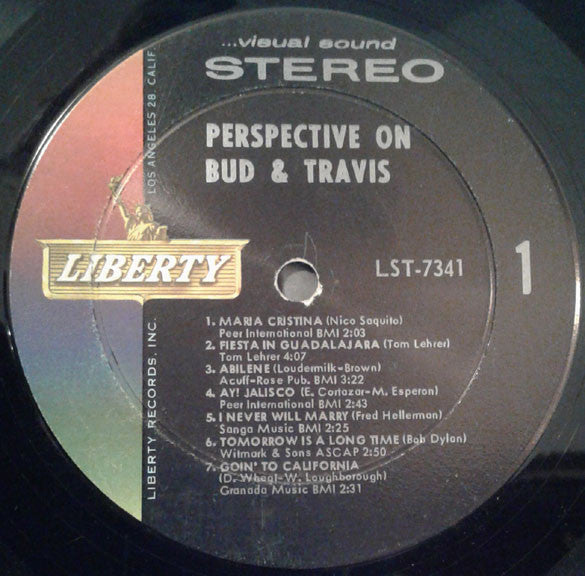 ...visual sound
STEREO
PERSPECTIVE ON
BUD & TRAVIS
LOS ANGELES 28, CALIF.
LIBERTY
LST-7341
1
1. MARIA CRISTINA (Nico Saquito)
Peer International BMI 2:03
2. FIESTA IN GUADALAJARA (Tom Lehrer)
Tom Lehrer 4:07
3. ABILENE (Loudermilk-Brown)
Acuff-Rose Pub. BMI 3:22
4. AY! JALISCO (E. Cortazar-M. Esperon)
Peer International BMI 2:43
5. I NEVER WILL MARRY (Fred Hellerman)
Sanga Music BMI 2:25
6. TOMORROW IS A LONG TIME (Bob Dylan)
Witmark & Sons ASCAP 2:50
7. GOIN' TO CALIFORNIA
(D. Wheat-W. Loughborough)
Granada Music BMI 2:31
LIBERTY RECORDS, INC.